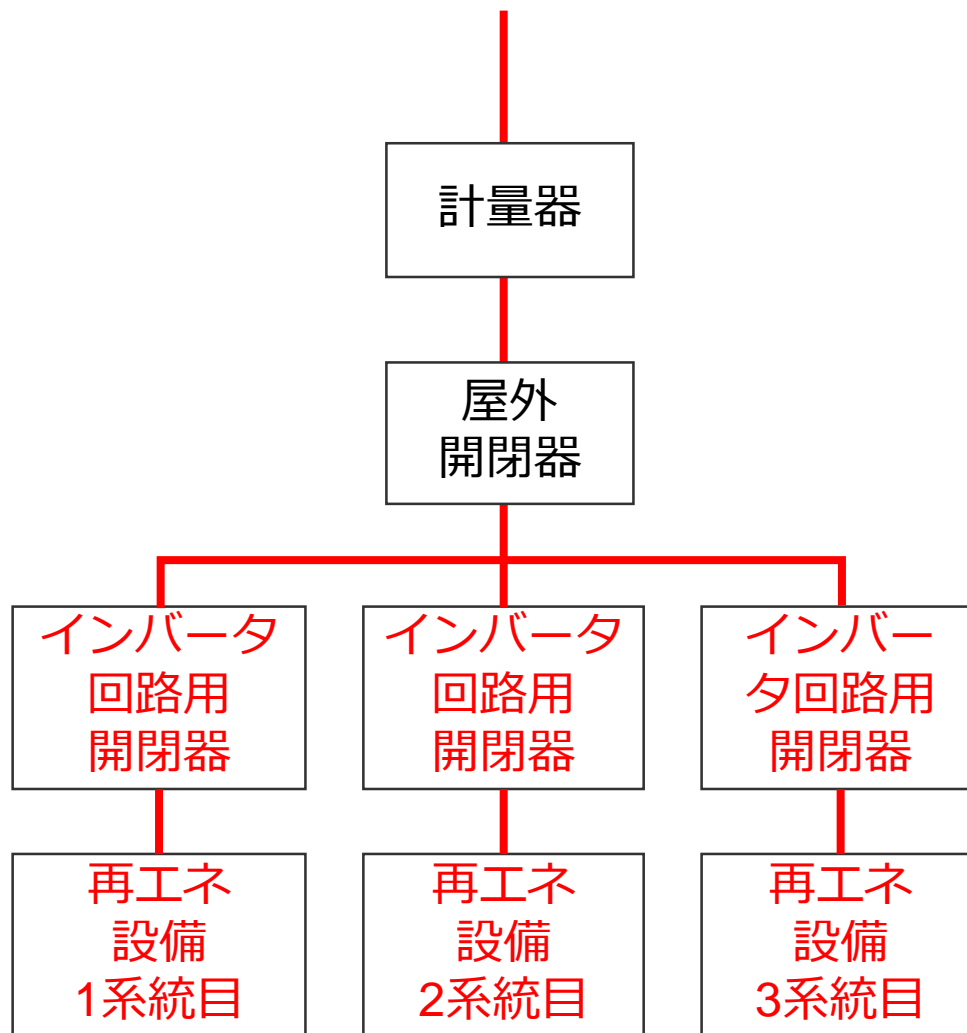 計量器
屋外
開閉器
インバータ
回路用
開閉器
インバータ
回路用
開閉器
インバー
タ回路用
開閉器
再エネ
設備
1系統目
再エネ
設備
2系統目
再エネ
設備
3系統目